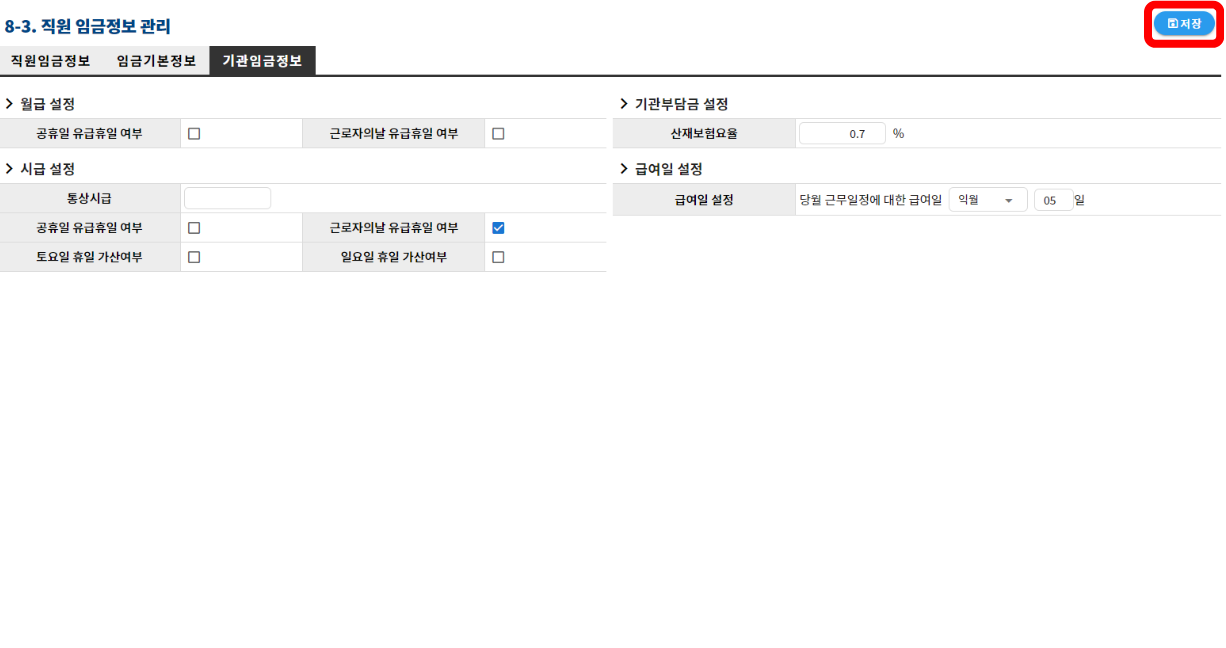 8-3. 직원 임금정보 관리
저장
직원임금정보 임금기본정보 기관임금정보
월급 설정
공휴일 유급휴일 여부 근로자의날 유급휴일 여부
시급 설정
통상시급
공휴일 유급휴일 여부 근로자의날 유급휴일 여부
토요일 휴일 가산여부 일요일 휴일 가산여부
기관부담금 설정
산재보험요율 0.7 %
급여일 설정
급여일 설정 당월 근무일정에 대한 급여일 익월 05 일